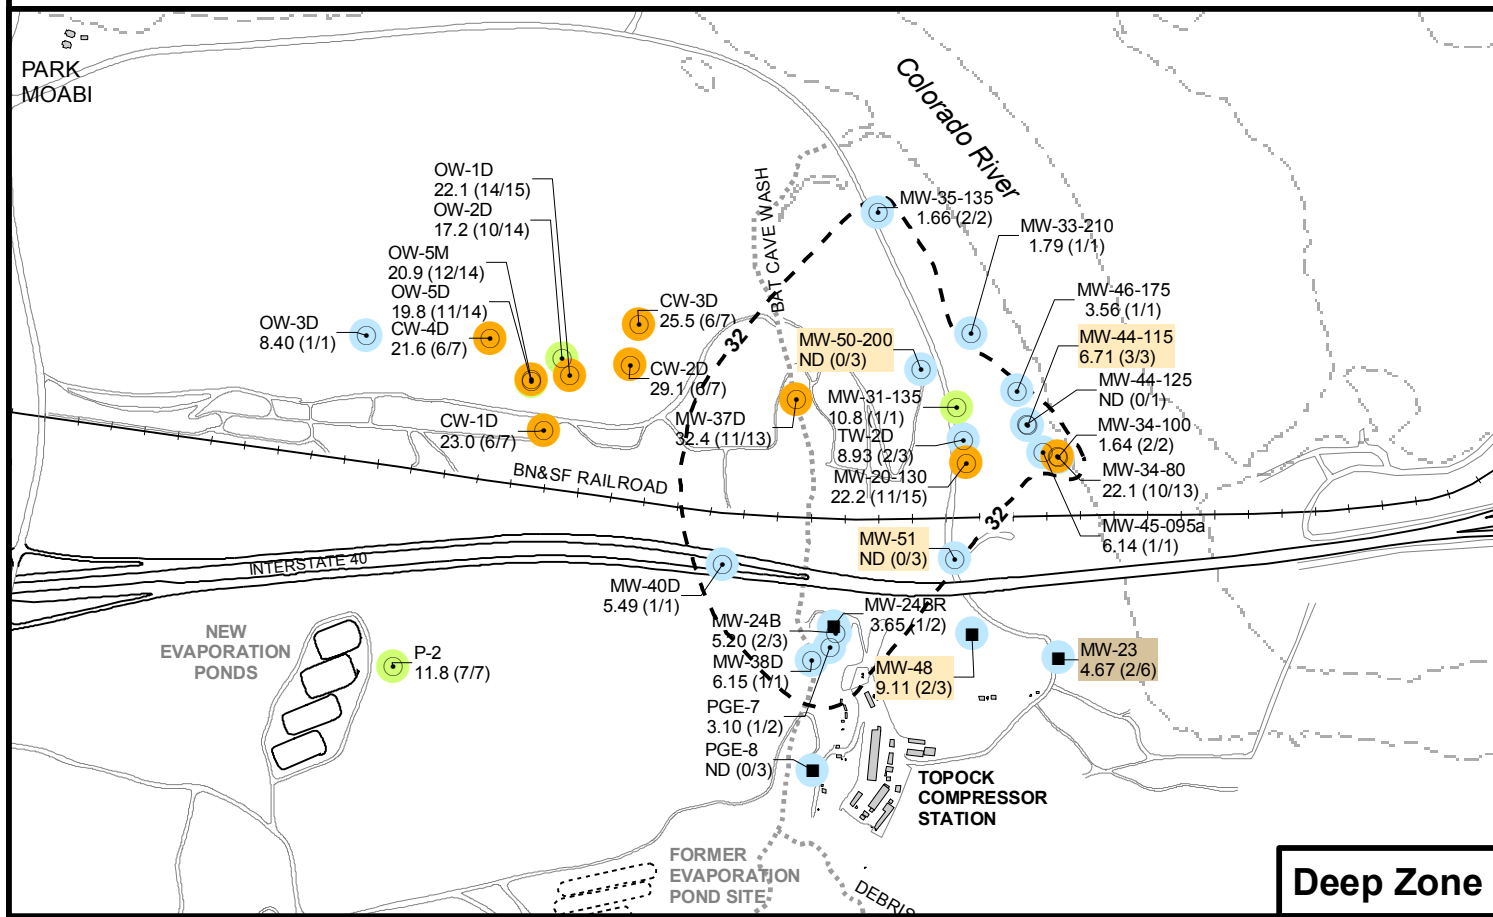 PARK
MOABI
Colorado River
BAT CAVE WASH
OW-1D
22.1 (14/15)
OW-2D
17.2 (10/14)
OW-5M
20.9 (12/14)
OW-5D
19.8 (11/14)
CW-4D
21.6 (6/7)
OW-3D
8.40 (1/1)
CW-3D
25.5 (6/7)
CW-2D
29.1 (6/7)
CW-1D
23.0 (6/7)
MW-37D
32.4 (11/13)
MW-35-135
1.66 (2/2)
MW-33-210
1.79 (1/1)
MW-46-175
3.56 (1/1)
MW-44-115
6.71 (3/3)
MW-44-125
ND (0/1)
MW-34-100
1.64 (2/2)
MW-34-80
22.1 (10/13)
MW-45-095a
6.14 (1/1)
MW-50-200
ND (0/3)
MW-31-135
10.8 (1/1)
TW-2D
8.93 (2/3)
MW-20-130
22.2 (11/15)
MW-51
ND (0/3)
32
32
BN&SF RAILROAD
INTERSTATE 40
MW-40D
5.49 (1/1)
MW-24BR
3.65 (1/2)
MW-24B
5.20 (2/3)
MW-38D
6.15 (1/1)
PGE-7
3.10 (1/2)
PGE-8
ND (0/3)
MW-48
9.11 (2/3)
MW-23
4.67 (2/6)
NEW
EVAPORATION
PONDS
P-2
11.8 (7/7)
TOPOCK
COMPRESSOR
STATION
FORMER
EVAPORATION
POND SITE
DEBRIS
Deep Zone